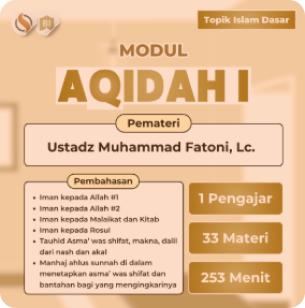 Topik Islam Dasar
MODUL
AQIDAH I
Pemateri
Ustadz Muhammad Fatoni, Lc.
Pembahasan
• Iman kepada Allah #1
• Iman kepada Allah #2
• Iman kepada Malaikat dan Kitab
• Iman kepada Rosul
• Tauhid Asma' was shifat, makna, dalil
dari nash dan akal
• Manhaj ahlus sunnah di dalam
menetapkan asma' was shifat dan
bantahan bagi yang mengingkarinya
1 Pengajar
33 Materi
253 Menit